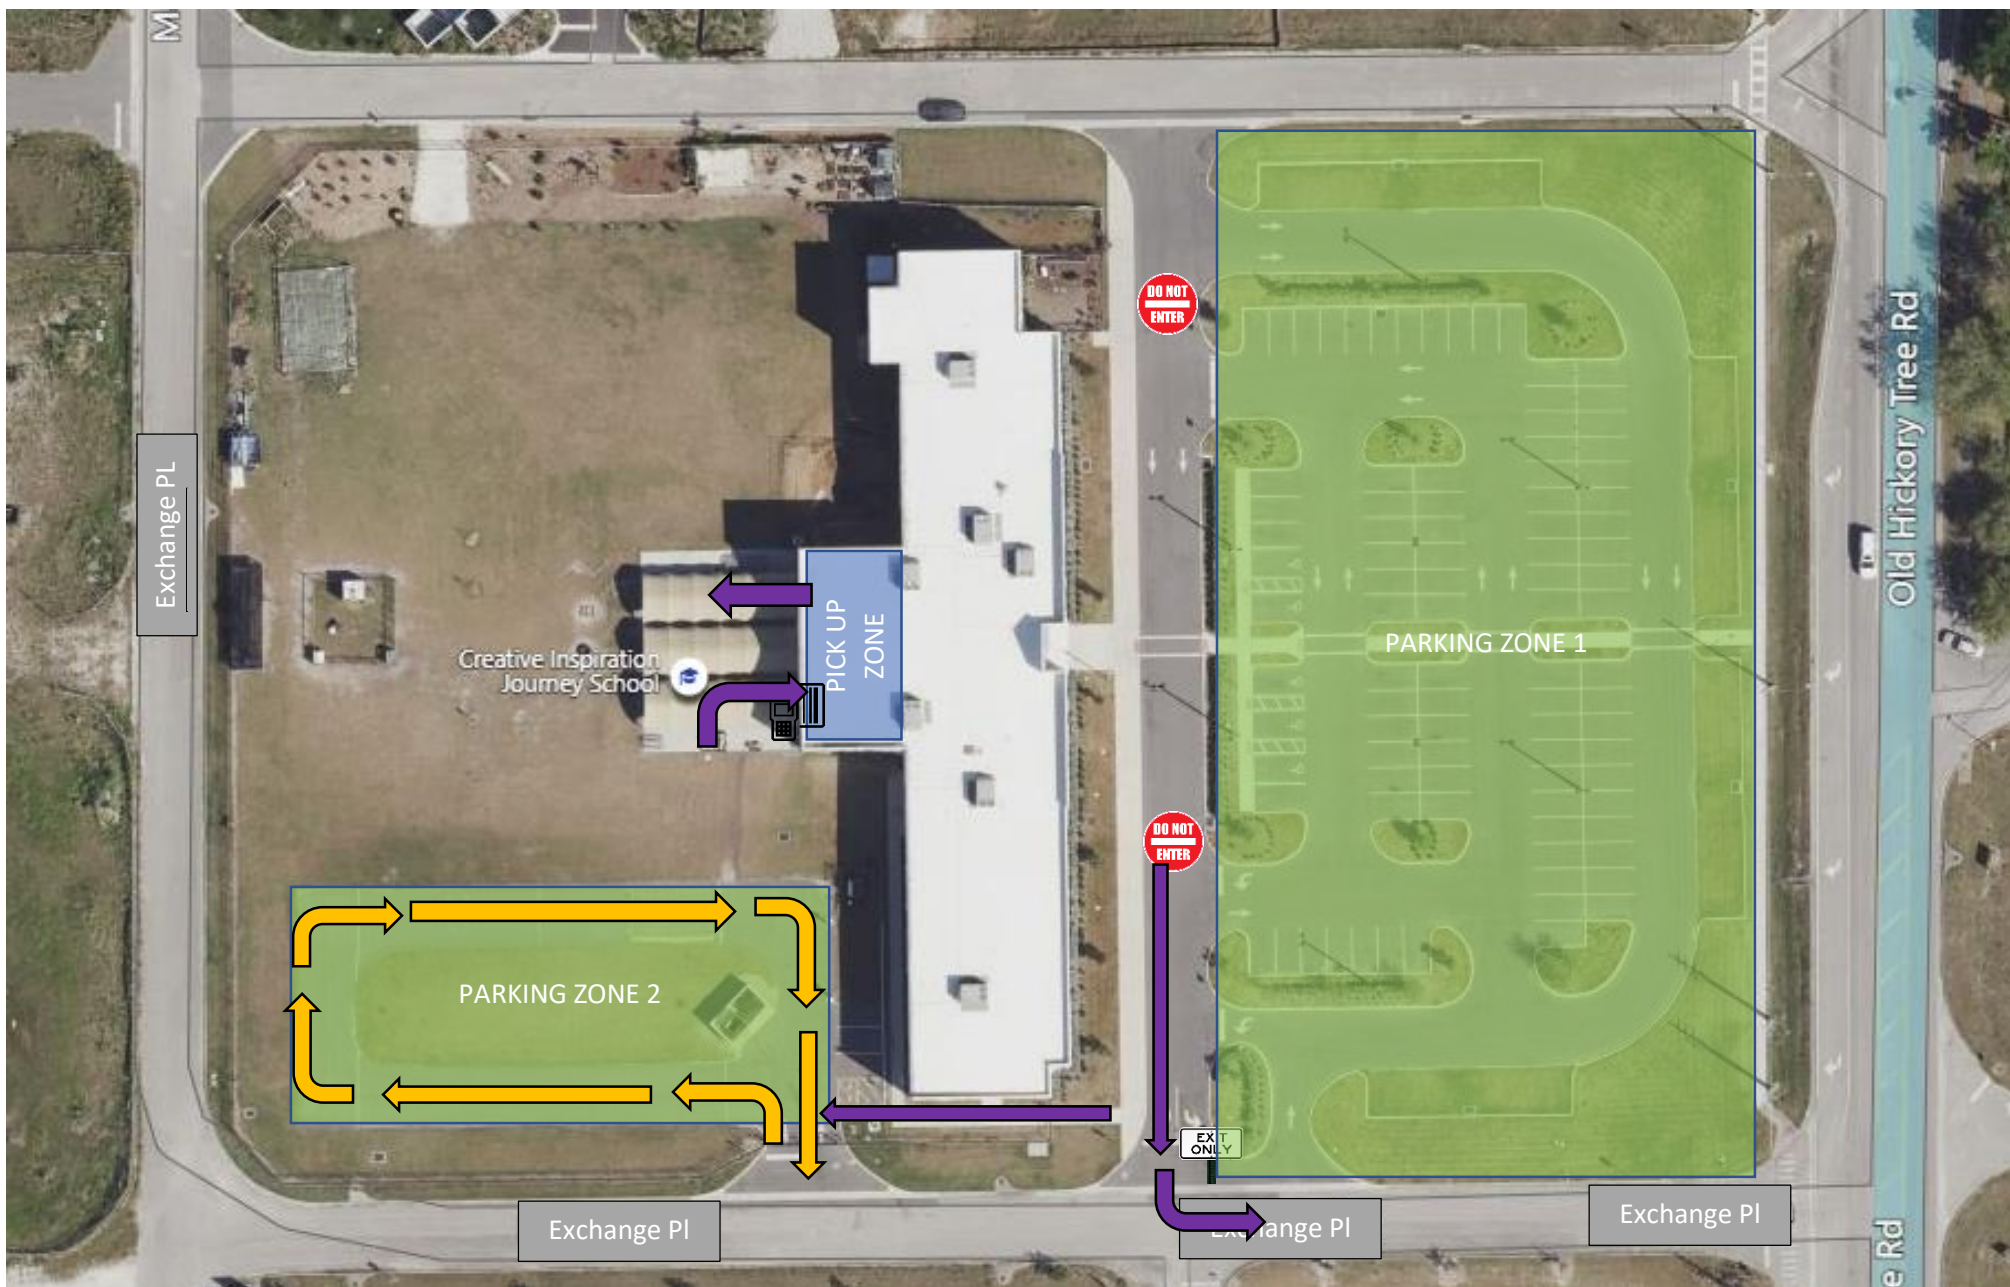 M
DO NOT
ENTER
Exchange PL
Old Hickory Tree Rd
PICK UP
ZONE
PARKING ZONE 1
Creative Inspiration
Journey School
DO NOT
ENTER
PARKING ZONE 2
EXIT
ONLY
Exchange Pl
Exchange Pl
Exchange Pl
e Rd